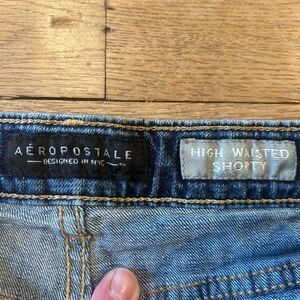 AÉROPOSTALE
DESIGNED IN NYC
HIGH WAISTED
SHORTY